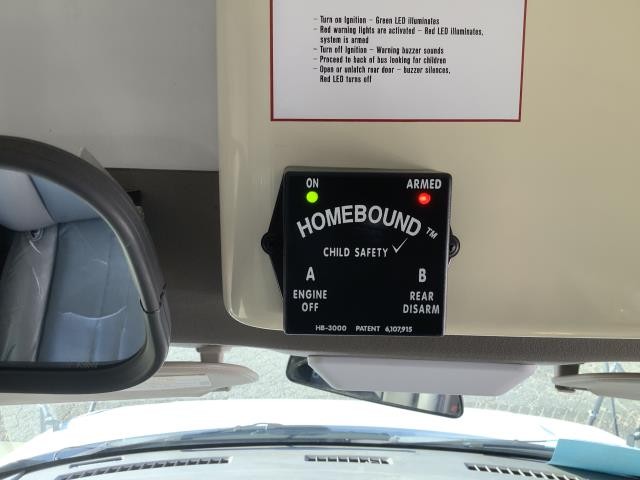 - Turn on Ignition - Green LED illuminates
- Red warning lights are activated - Red LED illuminates,
system is armed
- Turn off Ignition - Warning buzzer sounds
- Proceed to back of bus looking for children
- Open or unlatch rear door - buzzer silences,
Red LED turns off
ON ARMED
HOMEBOUND™
CHILD SAFETY ✓
A B
ENGINE REAR
OFF DISARM
HB-3000 PATENT 6,107,915